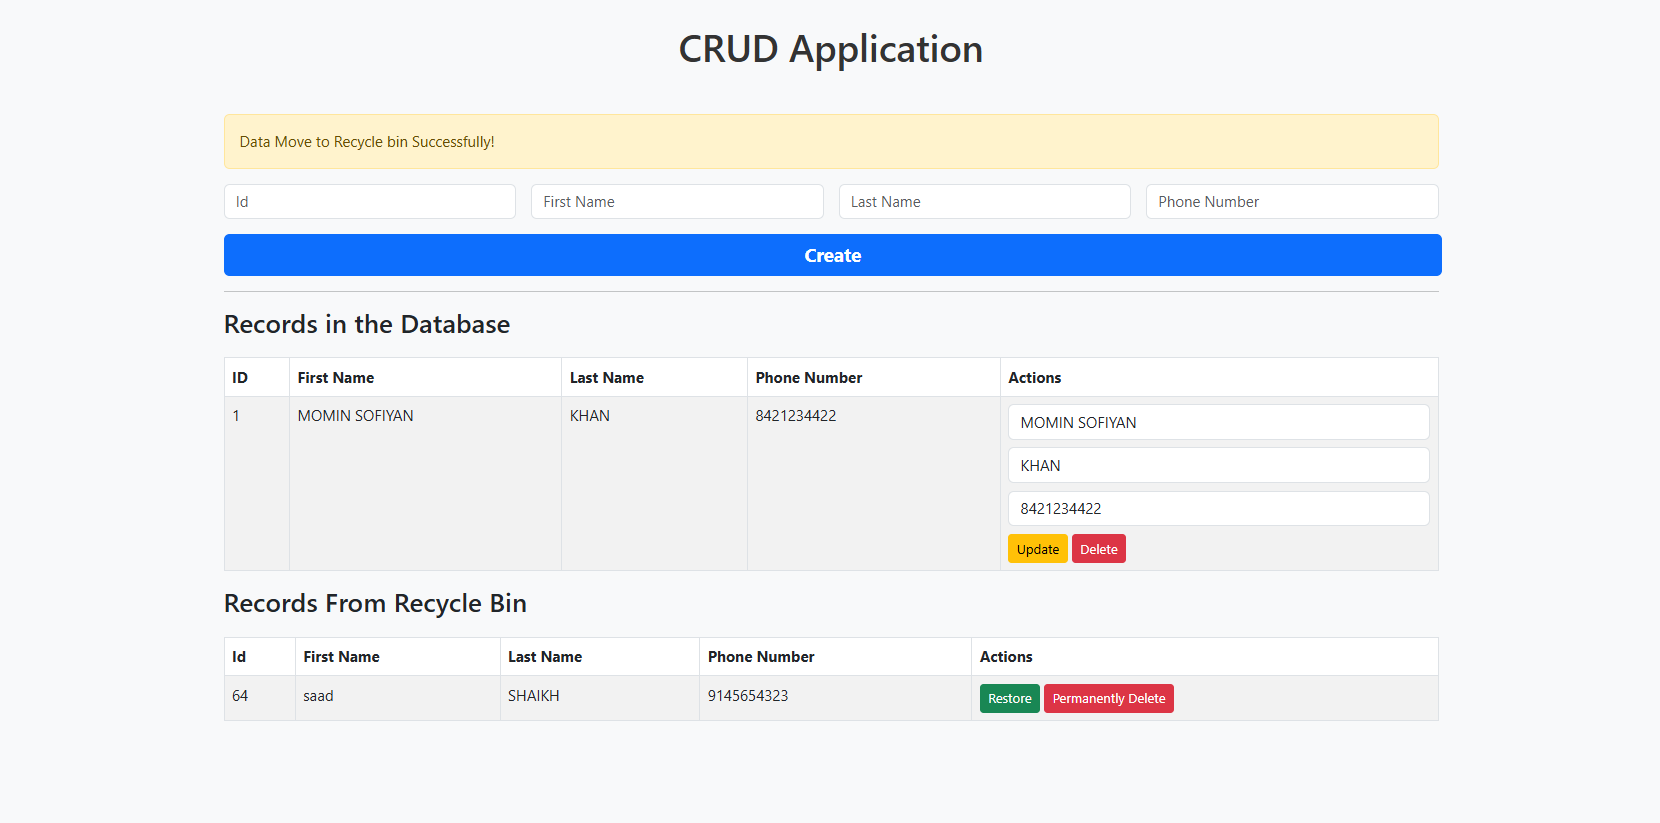 CRUD Application
Data Move to Recycle bin Successfully!
Id First Name Last Name Phone Number
Create
Records in the Database
ID First Name Last Name Phone Number Actions
1 MOMIN SOFIYAN KHAN 8421234422 MOMIN SOFIYAN
KHAN
8421234422
Update Delete
Records From Recycle Bin
Id First Name Last Name Phone Number Actions
64 saad SHAIKH 9145654323 Restore Permanently Delete